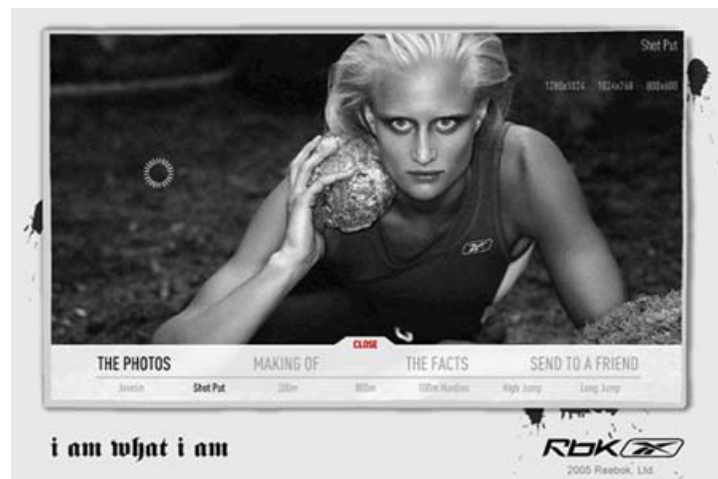 Shot Put
1280x1024 1024x768 800x600
CLOSE
THE PHOTOS MAKING OF THE FACTS SEND TO A FRIEND
Javelin Shot Put 200m 800m 100m Hurdles High Jump Long Jump
i am what i am
RbK
2005 Reebok, Ltd.